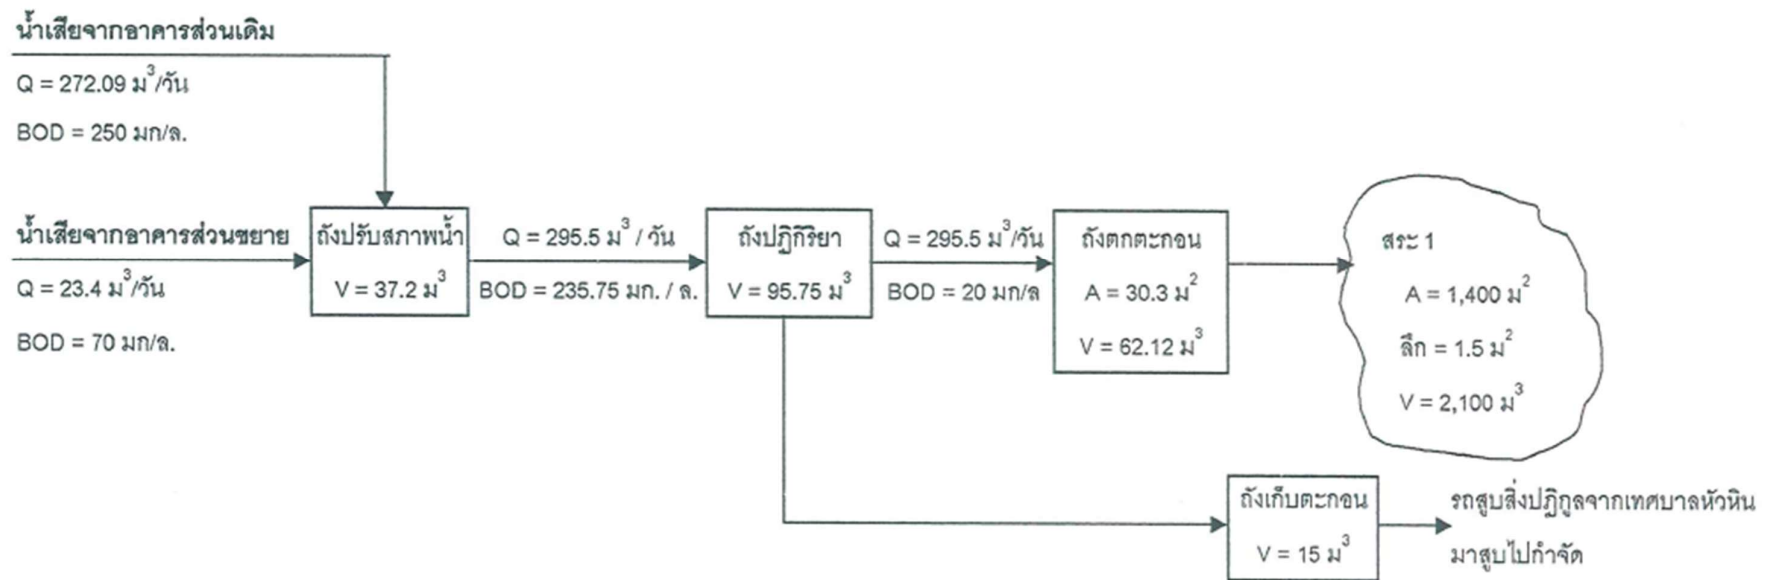 น้ำเสียจากอาคารส่วนเดิม
Q = 272.09 ม³/วัน
BOD = 250 มก/ล.
น้ำเสียจากอาคารส่วนขยาย
Q = 23.4 ม³/วัน
BOD = 70 มก/ล.
ถังปรับสภาพน้ำ
V = 37.2 ม³
Q = 295.5 ม³ / วัน
BOD = 235.75 มก. / ล.
ถังปฏิกิริยา
V = 95.75 ม³
Q = 295.5 ม³/วัน
BOD = 20 มก/ล
ถังตกตะกอน
A = 30.3 ม²
V = 62.12 ม³
สระ 1
A = 1,400 ม²
ลึก = 1.5 ม²
V = 2,100 ม³
ถังเก็บตะกอน
V = 15 ม³
รถสูบสิ่งปฏิกูลจากเทศบาลหัวหิน
มาสูบไปกำจัด